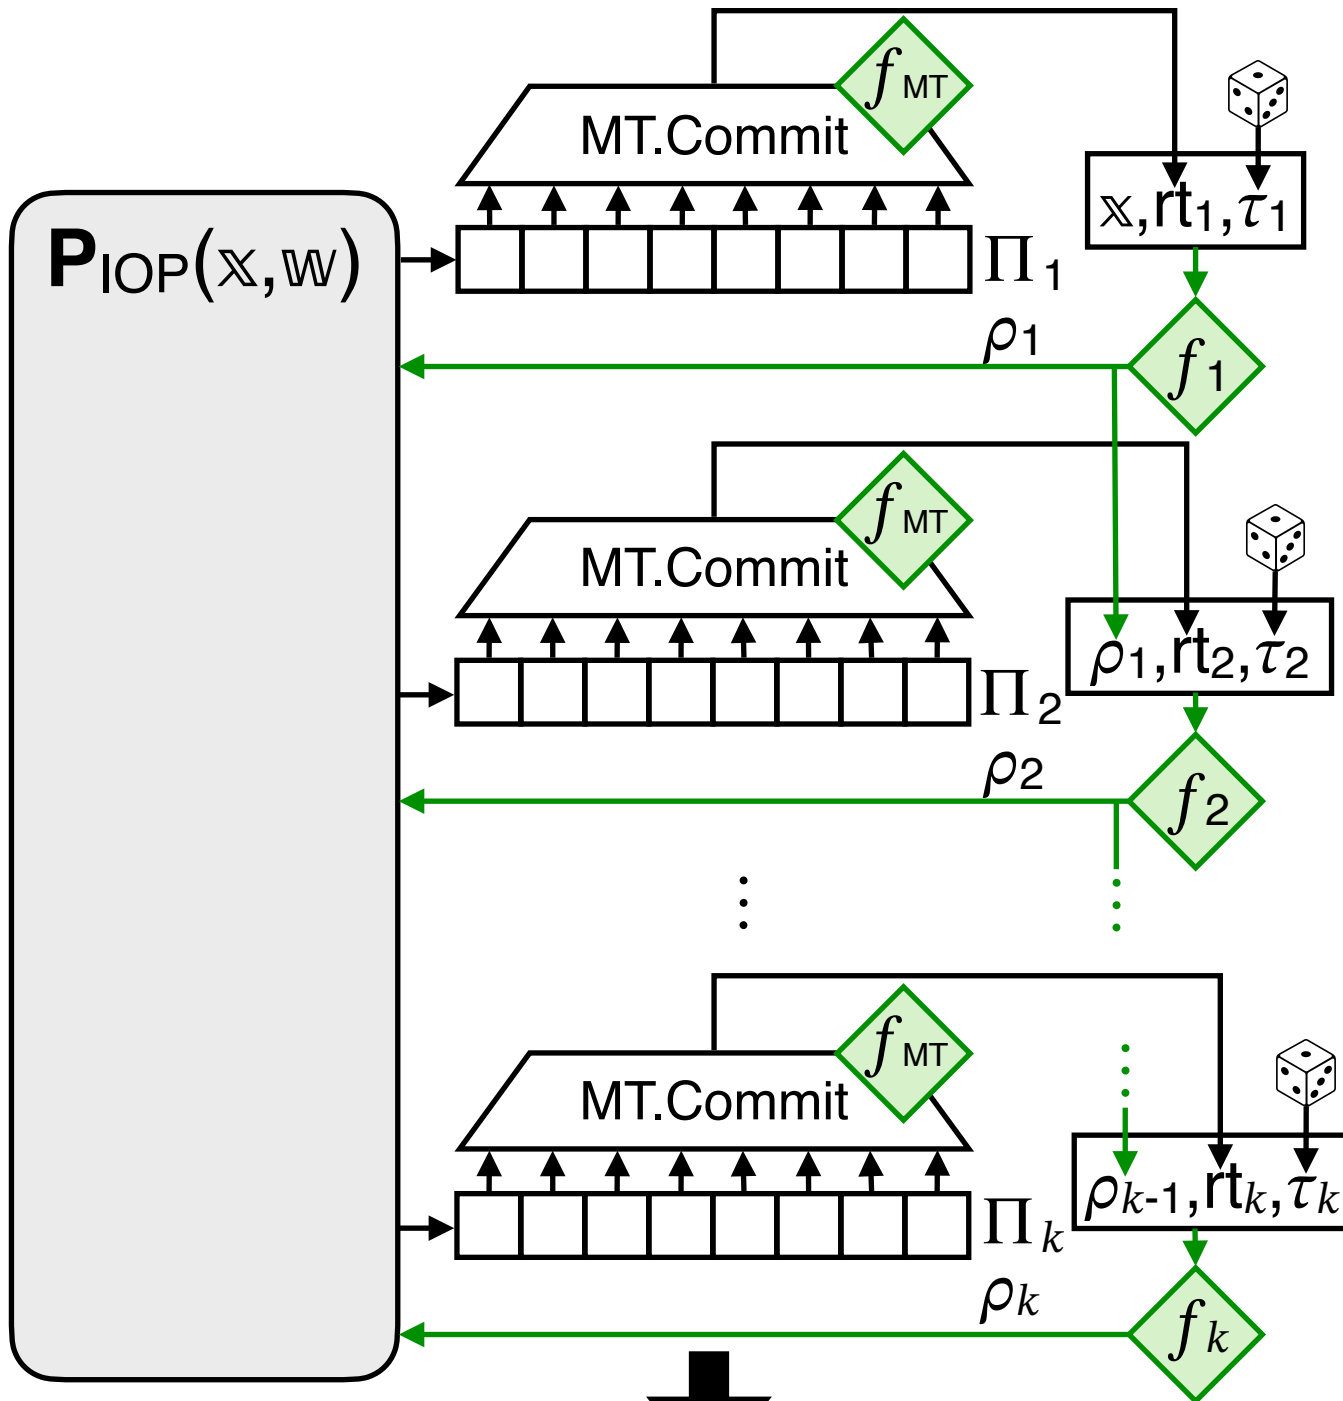 f MT
MT.Commit
𝕩,rt1,τ1
P IOP(𝕩,𝕨)
Π1
ρ1
f1
f MT
MT.Commit
ρ1,rt2,τ2
Π2
ρ2
f2
f MT
MT.Commit
ρk-1,rtk,τk
Πk
ρk
fk